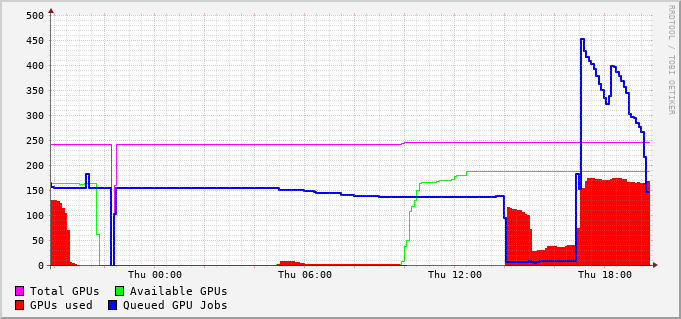 500
450
400
350
300
250
200
150
100
50
0
Thu 00:00 Thu 06:00 Thu 12:00 Thu 18:00
Total GPUs Available GPUs
GPUs used Queued GPU Jobs
RRDTOOL / TOBI OETIKER